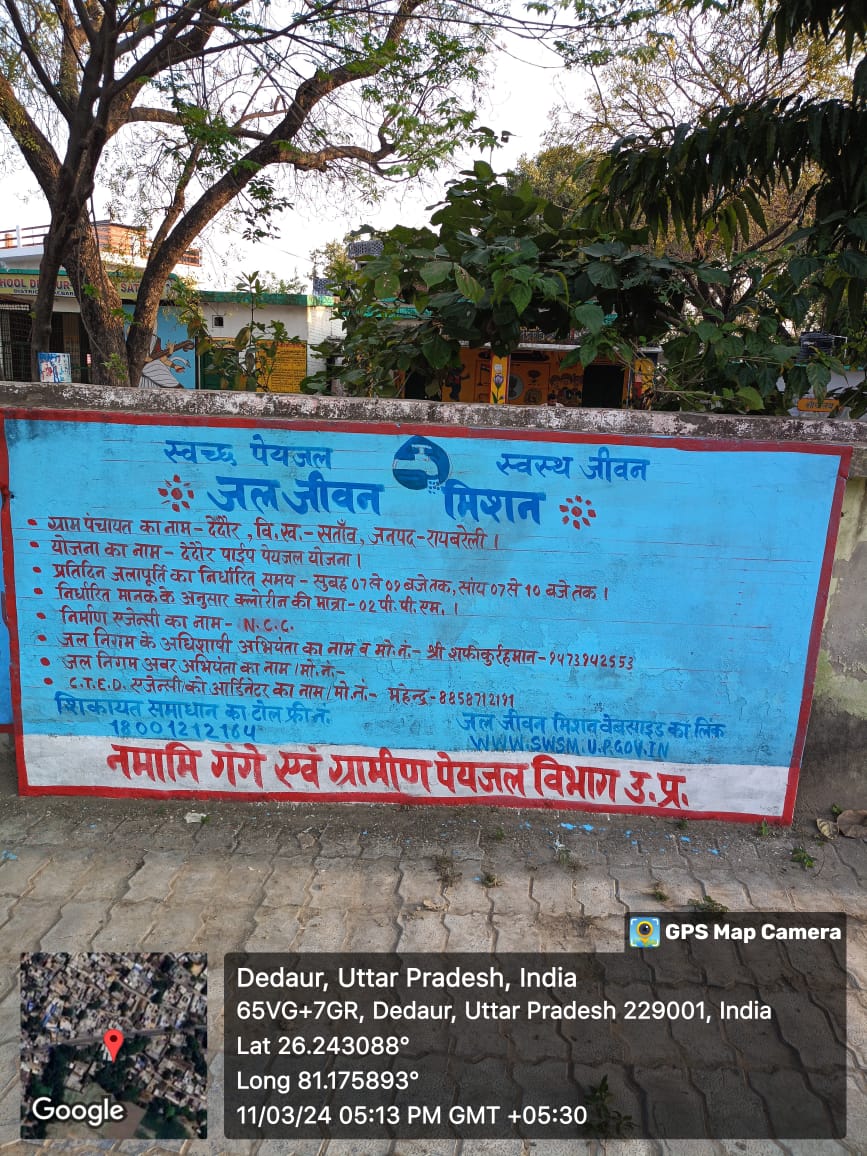 स्वच्छ पेयजल
स्वस्थ जीवन
जल जीवन मिशन
• ग्राम पंचायत का नाम - देदौर, वि.ख.- सताँव, जनपद - रायबरेली।
• योजना का नाम - देदौर पाईप पेयजल योजना।
• प्रतिदिन जलापूर्ति का निर्धारित समय - सुबह 07 से 09 बजे तक, सांय 07 से 10 बजे तक।
• निर्धारित मानक के अनुसार क्लोरीन की मात्रा - 02 पी.पी.एम.।
• निर्माण एजेन्सी का नाम - N.C.C.
• जल निगम के अधिशाषी अभियंता का नाम व मो.नं.- श्री शफीकुर्रहमान - 9473942553
• जल निगम अवर अभियंता का नाम / मो.नं.-
• C.T.E.D. एजेन्सी/को आर्डिनेटर का नाम/मो.नं.- महेन्द्र - 8858712191
शिकायत समाधान का टोल फ्री नं.
18001212164
जल जीवन मिशन वेबसाइड का लिंक
WWW.SWSM.U.P.GOV.IN
नमामि गंगे एवं ग्रामीण पेयजल विभाग उ.प्र.
GPS Map Camera
Dedaur, Uttar Pradesh, India
65VG+7GR, Dedaur, Uttar Pradesh 229001, India
Lat 26.243088°
Long 81.175893°
11/03/24 05:13 PM GMT +05:30
Google